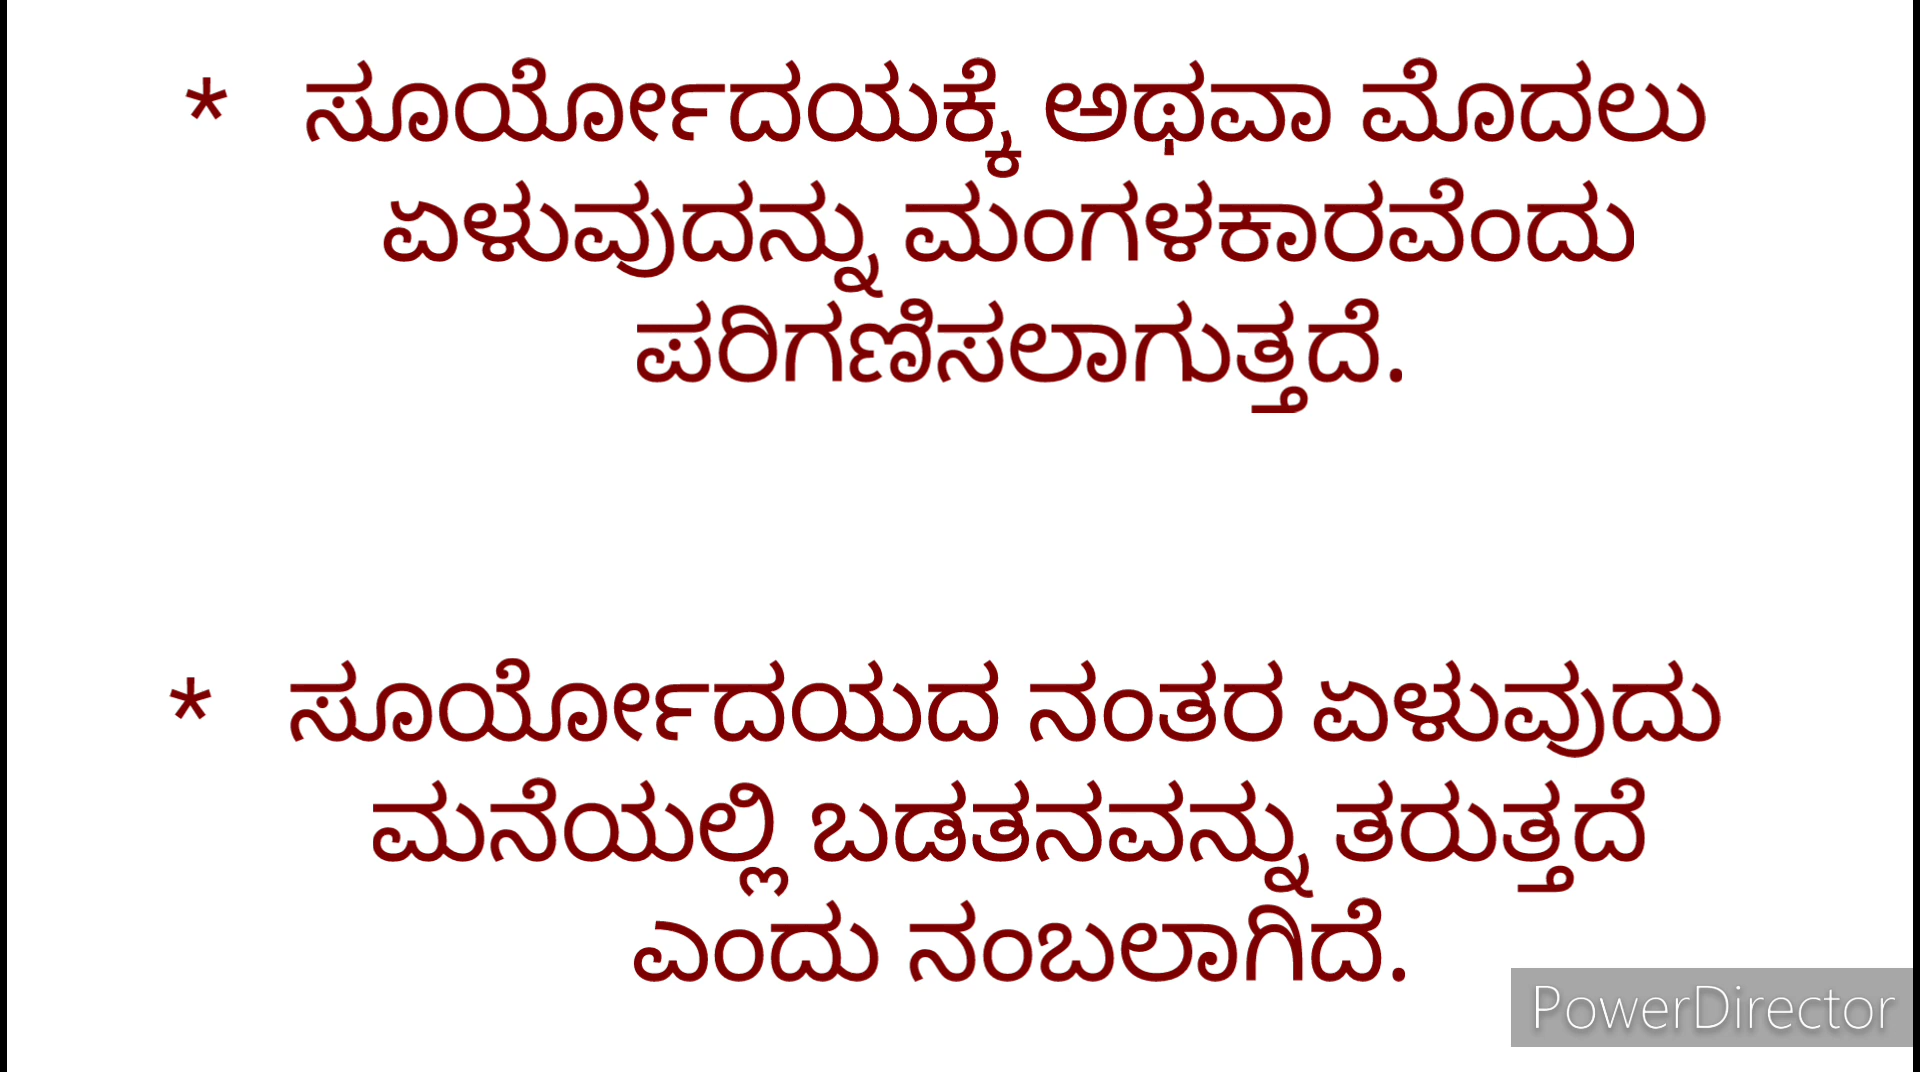 * ಸೂರ್ಯೋದಯಕ್ಕೆ ಅಥವಾ ಮೊದಲು
ಏಳುವುದನ್ನು ಮಂಗಳಕಾರವೆಂದು
ಪರಿಗಣಿಸಲಾಗುತ್ತದೆ.
* ಸೂರ್ಯೋದಯದ ನಂತರ ಏಳುವುದು
ಮನೆಯಲ್ಲಿ ಬಡತನವನ್ನು ತರುತ್ತದೆ
ಎಂದು ನಂಬಲಾಗಿದೆ.
PowerDirector